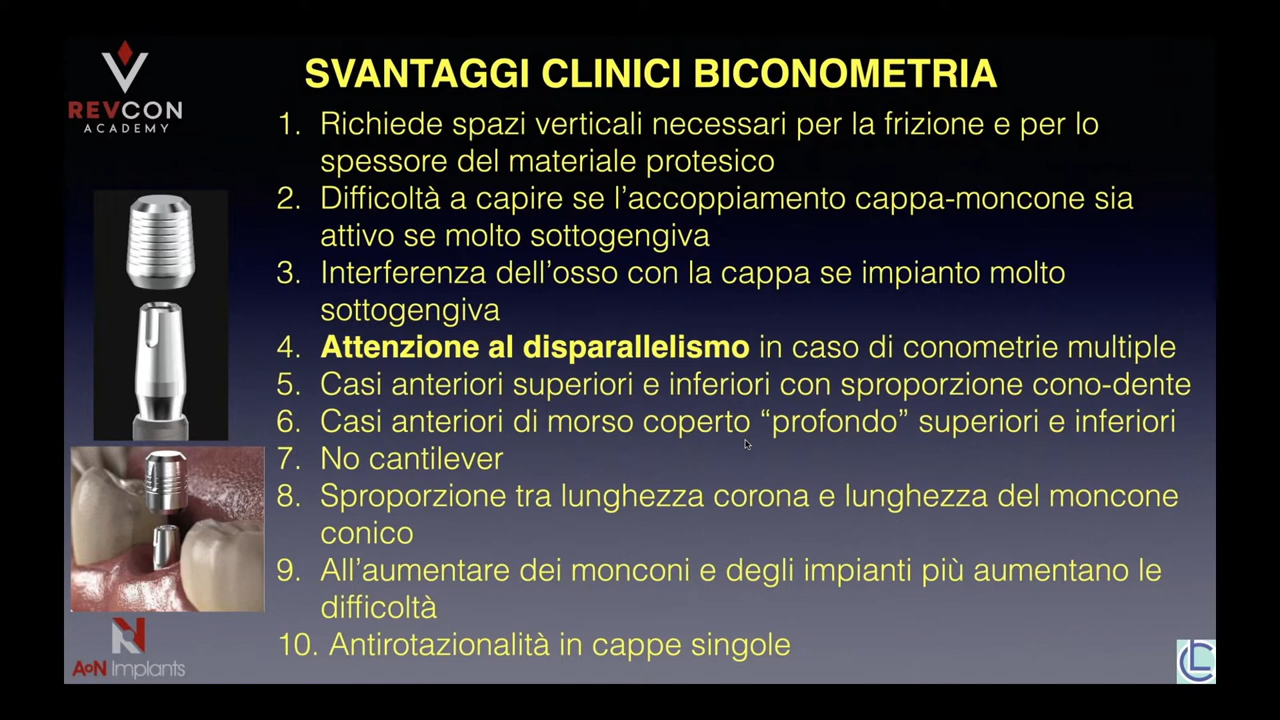 REVCON
ACADEMY
SVANTAGGI CLINICI BICONOMETRIA
1. Richiede spazi verticali necessari per la frizione e per lo
spessore del materiale protesico
2. Difficoltà a capire se l’accoppiamento cappa-moncone sia
attivo se molto sottogengiva
3. Interferenza dell’osso con la cappa se impianto molto
sottogengiva
4. Attenzione al disparallelismo in caso di conometrie multiple
5. Casi anteriori superiori e inferiori con sproporzione cono-dente
6. Casi anteriori di morso coperto “profondo” superiori e inferiori
7. No cantilever
8. Sproporzione tra lunghezza corona e lunghezza del moncone
conico
9. All’aumentare dei monconi e degli impianti più aumentano le
difficoltà
10. Antirotazionalità in cappe singole
AoN Implants